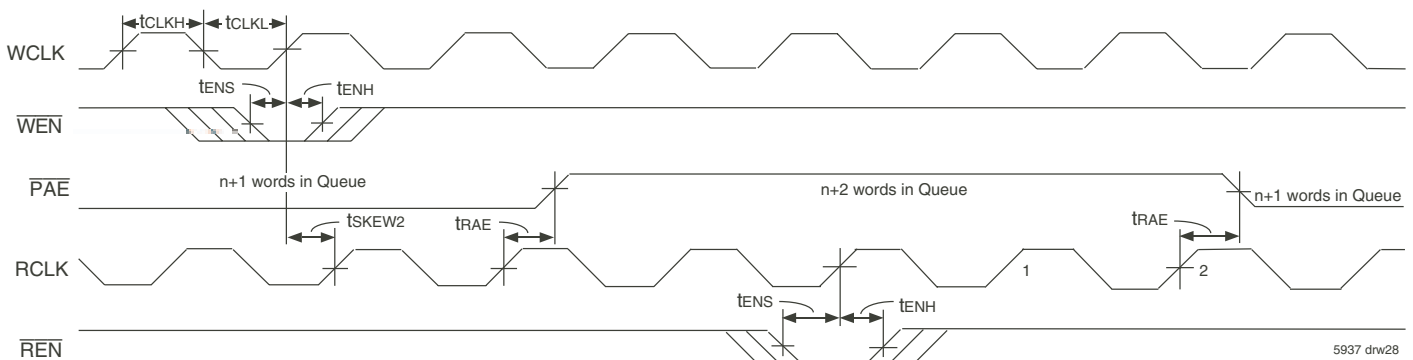 tCLKH tCLKL
WCLK
tENS tENH
WEN
PAE n+1 words in Queue n+2 words in Queue n+1 words in Queue
tSKEW2 tRAE tRAE
RCLK 1 2
tENS tENH
REN
5937 drw28